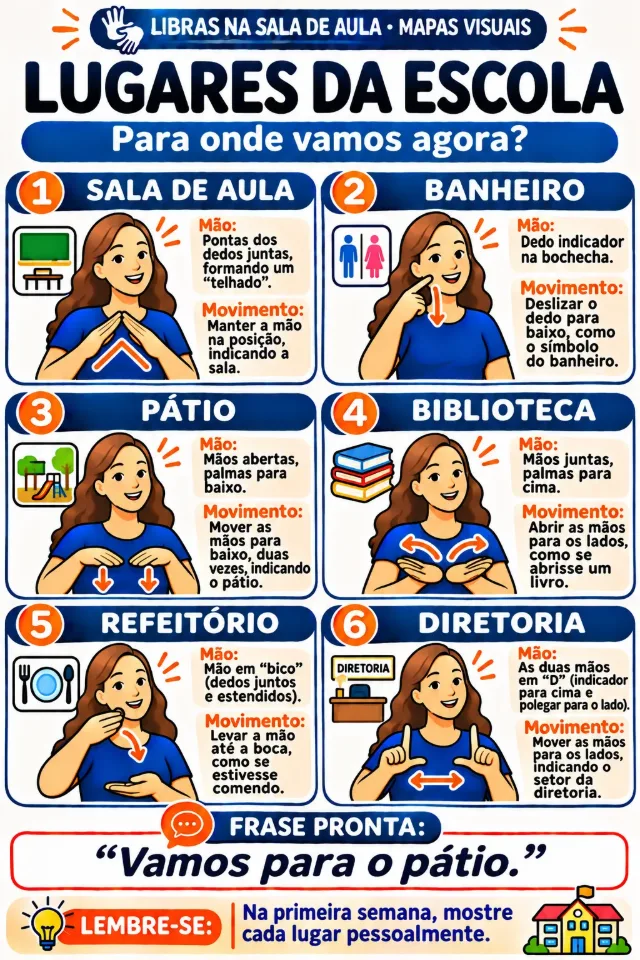 LIBRAS NA SALA DE AULA • MAPAS VISUAIS
LUGARES DA ESCOLA
Para onde vamos agora?
1 SALA DE AULA
Mão:
Pontas dos
dedos juntas,
formando um
“telhado”.
Movimento:
Manter a mão
na posição,
indicando a
sala.
2 BANHEIRO
Mão:
Dedo indicador
na bochecha.
Movimento:
Deslizar o
dedo para
baixo, como
o símbolo
do banheiro.
3 PÁTIO
Mão:
Mãos abertas,
palmas para
baixo.
Movimento:
Mover as
mãos para
baixo, duas
vezes, indicando
o pátio.
4 BIBLIOTECA
Mão:
Mãos juntas,
palmas para
cima.
Movimento:
Abrir as mãos
para os lados,
como se
abrisse um
livro.
5 REFEITÓRIO
Mão:
Mão em “bico”
(dedos juntos
e estendidos).
Movimento:
Levar a mão
até a boca,
como se
estivesse
comendo.
6 DIRETORIA
DIRETORIA
Mão:
As duas mãos
em “D” (indicador
para cima e
polegar para o lado).
Movimento:
Mover as mãos
para os lados,
indicando o
setor da
diretoria.
FRASE PRONTA:
“Vamos para o pátio.”
LEMBRE-SE:
Na primeira semana, mostre
cada lugar pessoalmente.